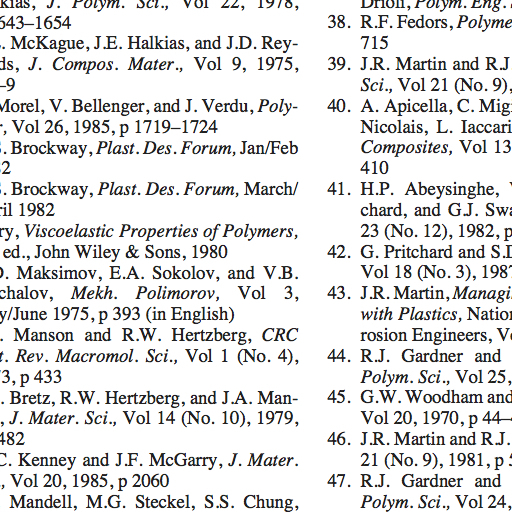 kias, J. Polym. Sci., Vol 22, 1978,
643–1654
McKague, J.E. Halkias, and J.D. Rey-
ds, J. Compos. Mater., Vol 9, 1975,
–9
Morel, V. Bellenger, and J. Verdu, Poly-
r, Vol 26, 1985, p 1719–1724
S. Brockway, Plast. Des. Forum, Jan/Feb
82
S. Brockway, Plast. Des. Forum, March/
ril 1982
ry, Viscoelastic Properties of Polymers,
ed., John Wiley & Sons, 1980
D. Maksimov, E.A. Sokolov, and V.B.
chalov, Mekh. Polimorov, Vol 3,
y/June 1975, p 393 (in English)
. Manson and R.W. Hertzberg, CRC
t. Rev. Macromol. Sci., Vol 1 (No. 4),
3, p 433
. Bretz, R.W. Hertzberg, and J.A. Man-
, J. Mater. Sci., Vol 14 (No. 10), 1979,
482
C. Kenney and J.F. McGarry, J. Mater.
., Vol 20, 1985, p 2060
Mandell, M.G. Steckel, S.S. Chung,
Drioli, Polym. Eng.
38. R.F. Fedors, Polyme
715
39. J.R. Martin and R.J
Sci., Vol 21 (No. 9),
40. A. Apicella, C. Mig
Nicolais, L. Iaccari
Composites, Vol 13
410
41. H.P. Abeysinghe,
chard, and G.J. Swa
23 (No. 12), 1982, p
42. G. Pritchard and S.D
Vol 18 (No. 3), 1987
43. J.R. Martin, Managi
with Plastics, Nation
rosion Engineers, V
44. R.J. Gardner and
Polym. Sci., Vol 25,
45. G.W. Woodham and
Vol 20, 1970, p 44–
46. J.R. Martin and R.J.
21 (No. 9), 1981, p
47. R.J. Gardner and
Polym. Sci., Vol 24,